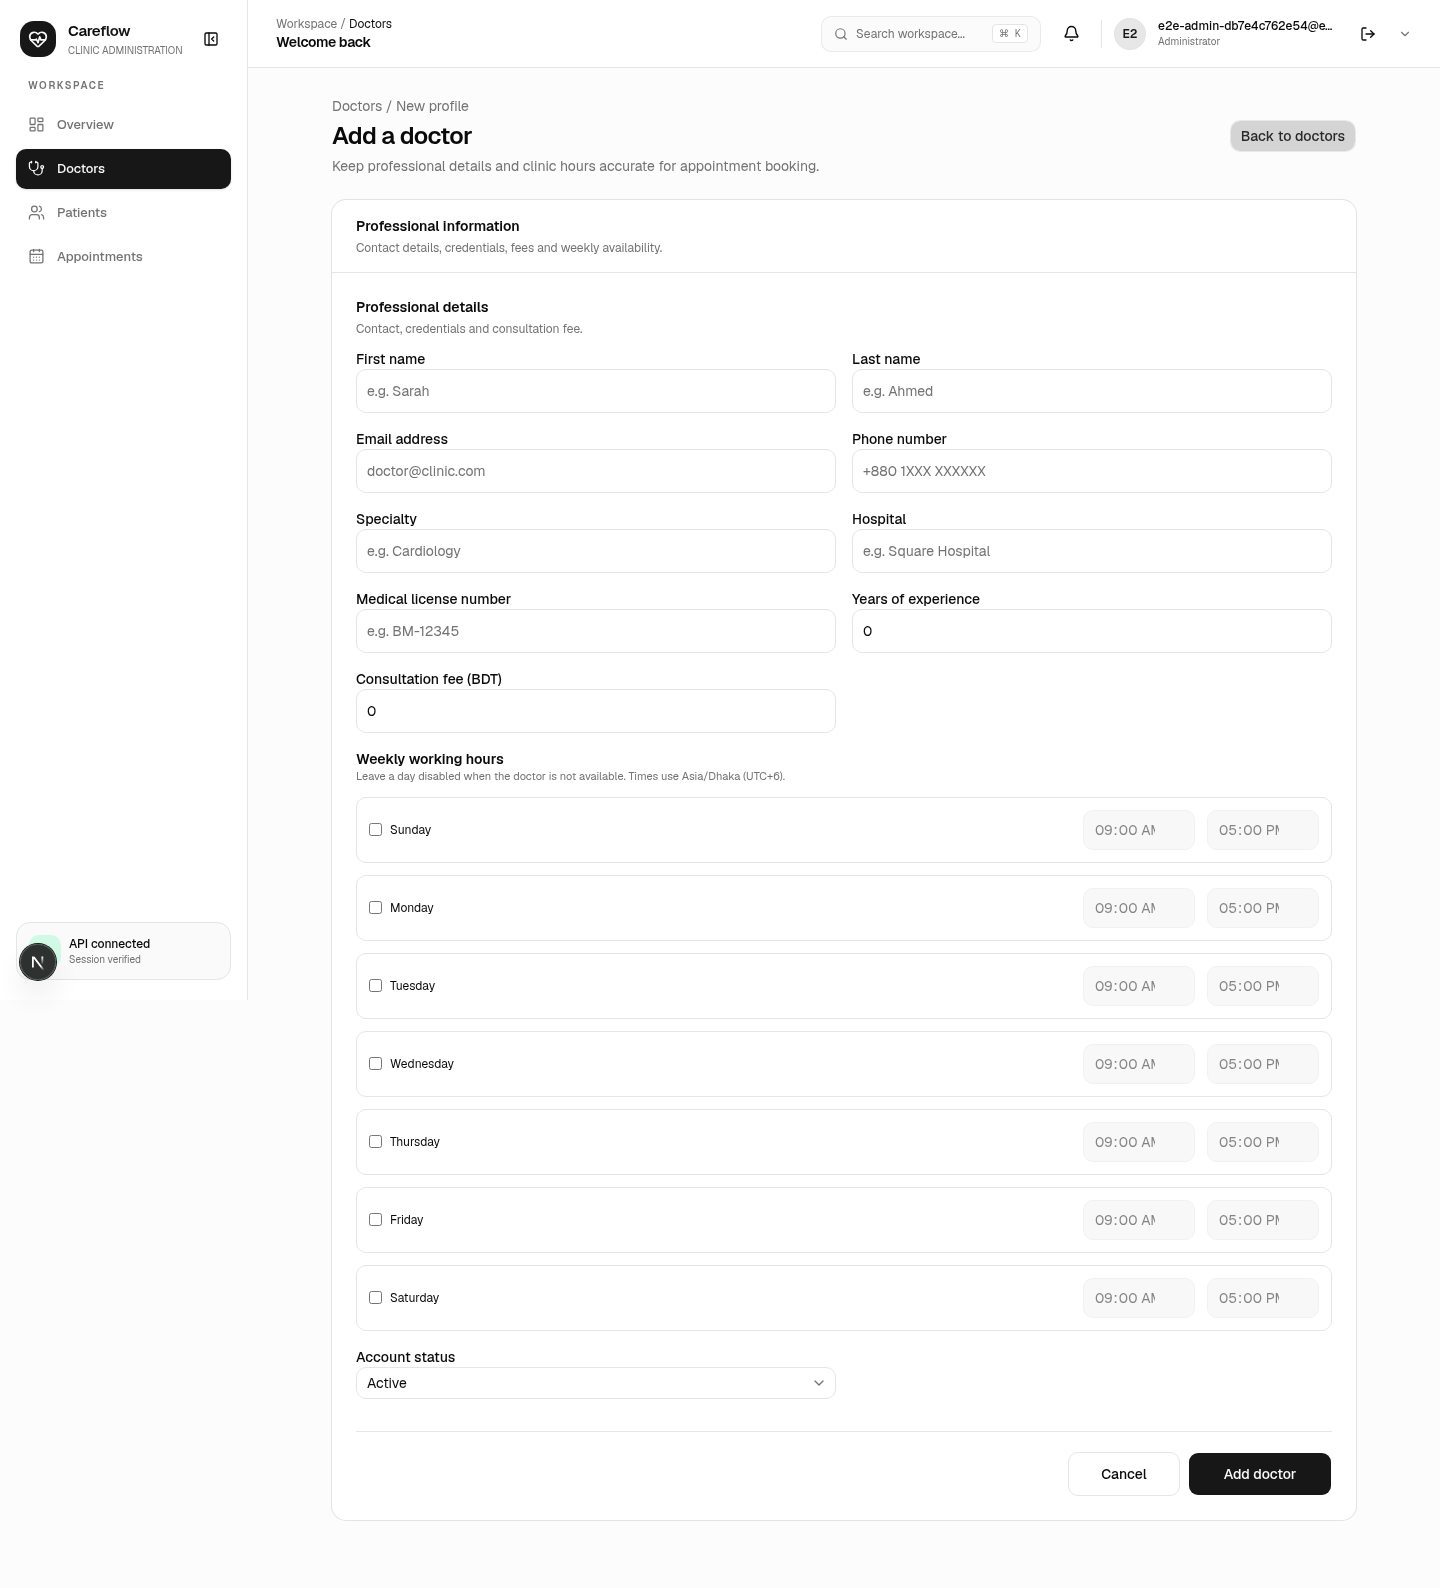 Careflow
CLINIC ADMINISTRATION
WORKSPACE
Overview
Doctors
Patients
Appointments
API connected
Session verified
N
Workspace / Doctors
Welcome back
Search workspace...
⌘ K
E2
e2e-admin-db7e4c762e54@e...
Administrator
Doctors / New profile
Add a doctor
Back to doctors
Keep professional details and clinic hours accurate for appointment booking.
Professional information
Contact details, credentials, fees and weekly availability.
Professional details
Contact, credentials and consultation fee.
First name
e.g. Sarah
Last name
e.g. Ahmed
Email address
doctor@clinic.com
Phone number
+880 1XXX XXXXXX
Specialty
e.g. Cardiology
Hospital
e.g. Square Hospital
Medical license number
e.g. BM-12345
Years of experience
0
Consultation fee (BDT)
0
Weekly working hours
Leave a day disabled when the doctor is not available. Times use Asia/Dhaka (UTC+6).
Sunday 09:00 AM 05:00 PM
Monday 09:00 AM 05:00 PM
Tuesday 09:00 AM 05:00 PM
Wednesday 09:00 AM 05:00 PM
Thursday 09:00 AM 05:00 PM
Friday 09:00 AM 05:00 PM
Saturday 09:00 AM 05:00 PM
Account status
Active
Cancel
Add doctor